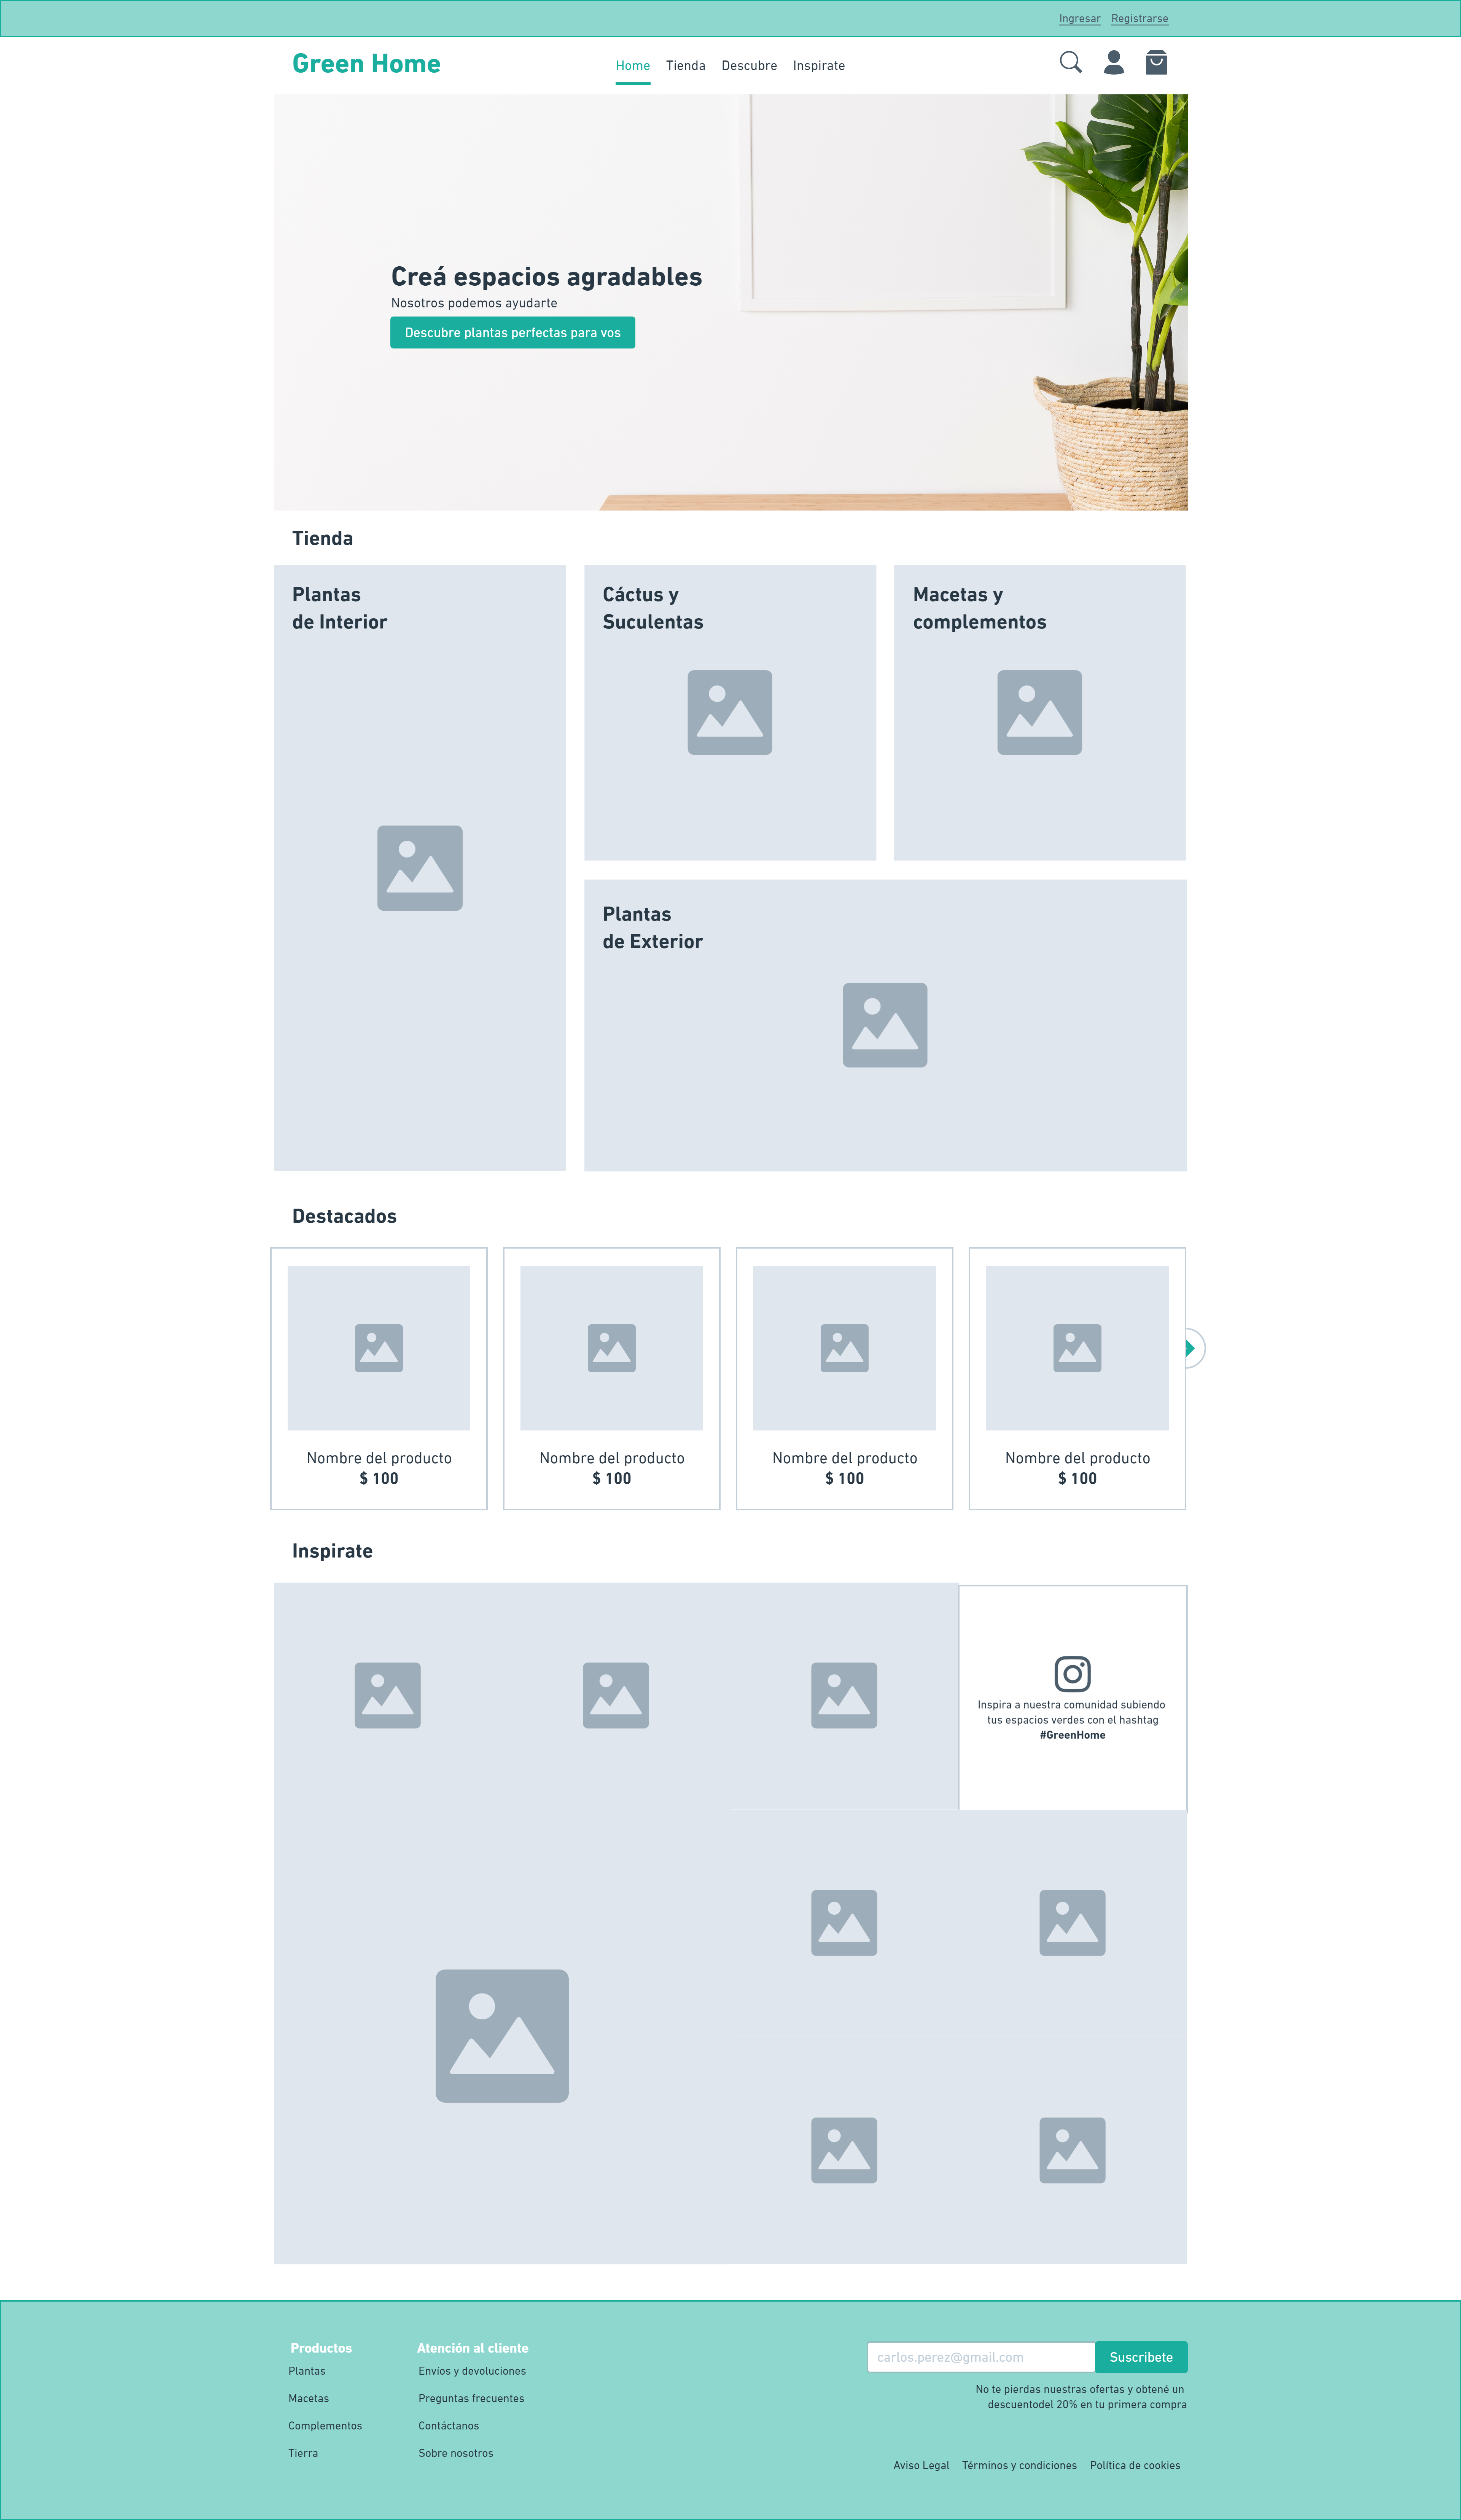 Ingresar Registrarse
Green Home
Home Tienda Descubre Inspirate
Creá espacios agradables
Nosotros podemos ayudarte
Descubre plantas perfectas para vos
Tienda
Plantas
de Interior
Cáctus y
Suculentas
Macetas y
complementos
Plantas
de Exterior
Destacados
Nombre del producto
$ 100
Nombre del producto
$ 100
Nombre del producto
$ 100
Nombre del producto
$ 100
Inspirate
Inspira a nuestra comunidad subiendo
tus espacios verdes con el hashtag
#GreenHome
Productos
Plantas
Macetas
Complementos
Tierra
Atención al cliente
Envíos y devoluciones
Preguntas frecuentes
Contáctanos
Sobre nosotros
carlos.perez@gmail.com
Suscribete
No te pierdas nuestras ofertas y obtené un
descuentodel 20% en tu primera compra
Aviso Legal Términos y condiciones Política de cookies